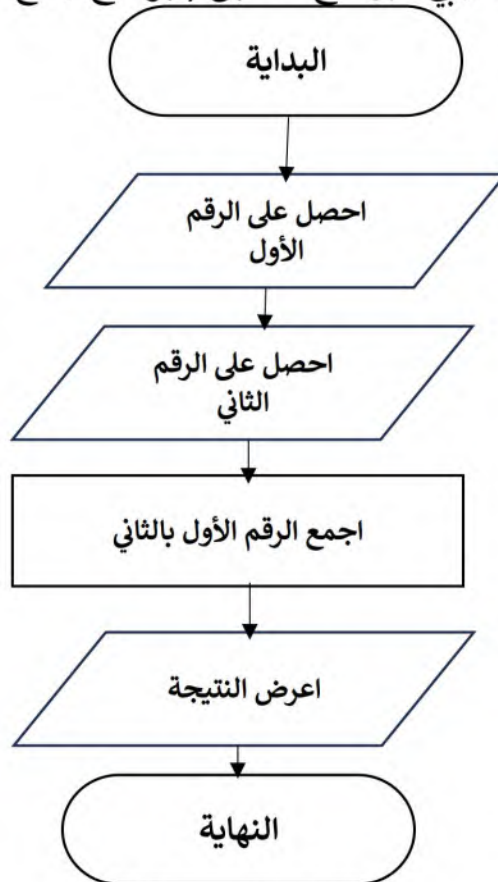 البداية
احصل على الرقم
الأول
احصل على الرقم
الثاني
اجمع الرقم الأول بالثاني
اعرض النتيجة
النهاية